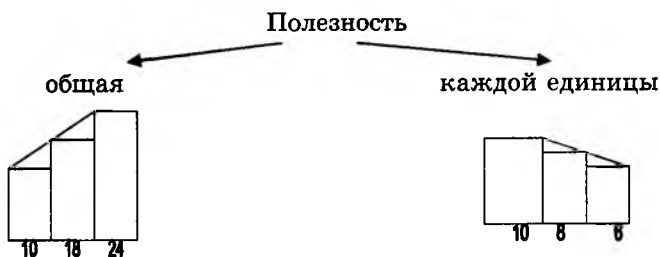 Полезность
общая
каждой единицы
10 18 24
10 8 6